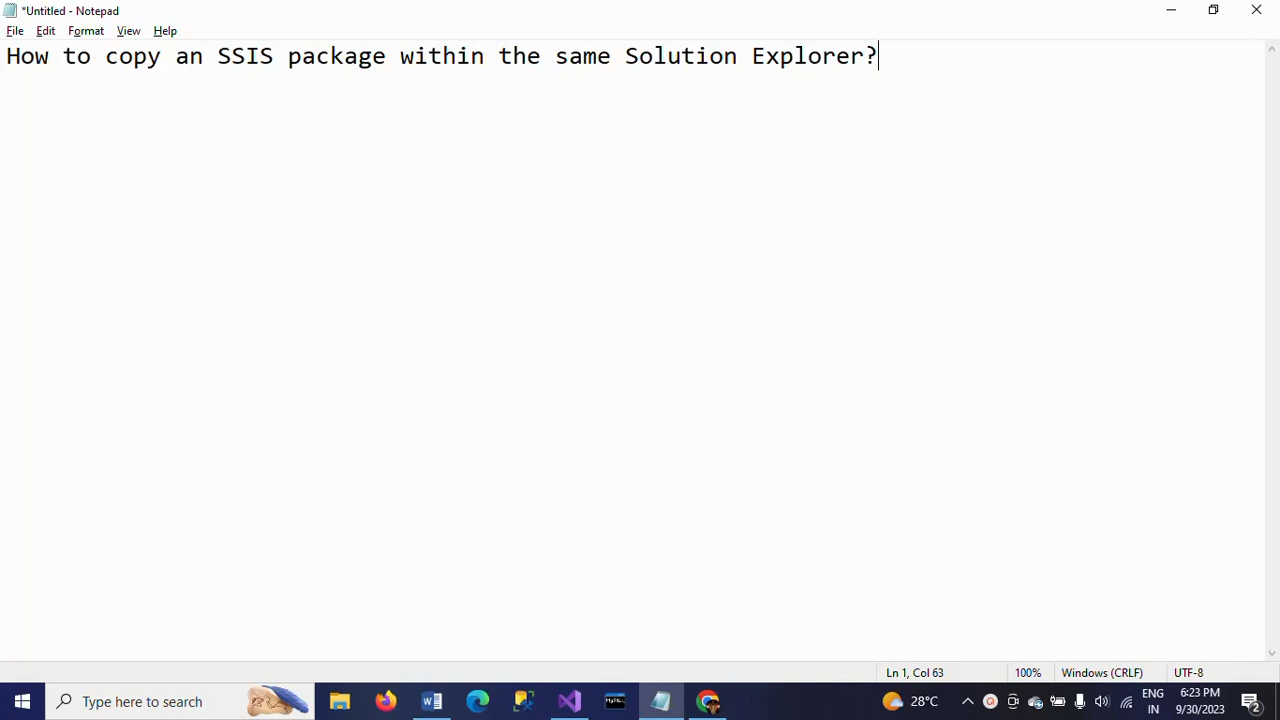 *Untitled - Notepad
File Edit Format View Help
How to copy an SSIS package within the same Solution Explorer?
Ln 1, Col 63 100% Windows (CRLF) UTF-8
Type here to search 28°C ENG 6:23 PM
IN 9/30/2023 2